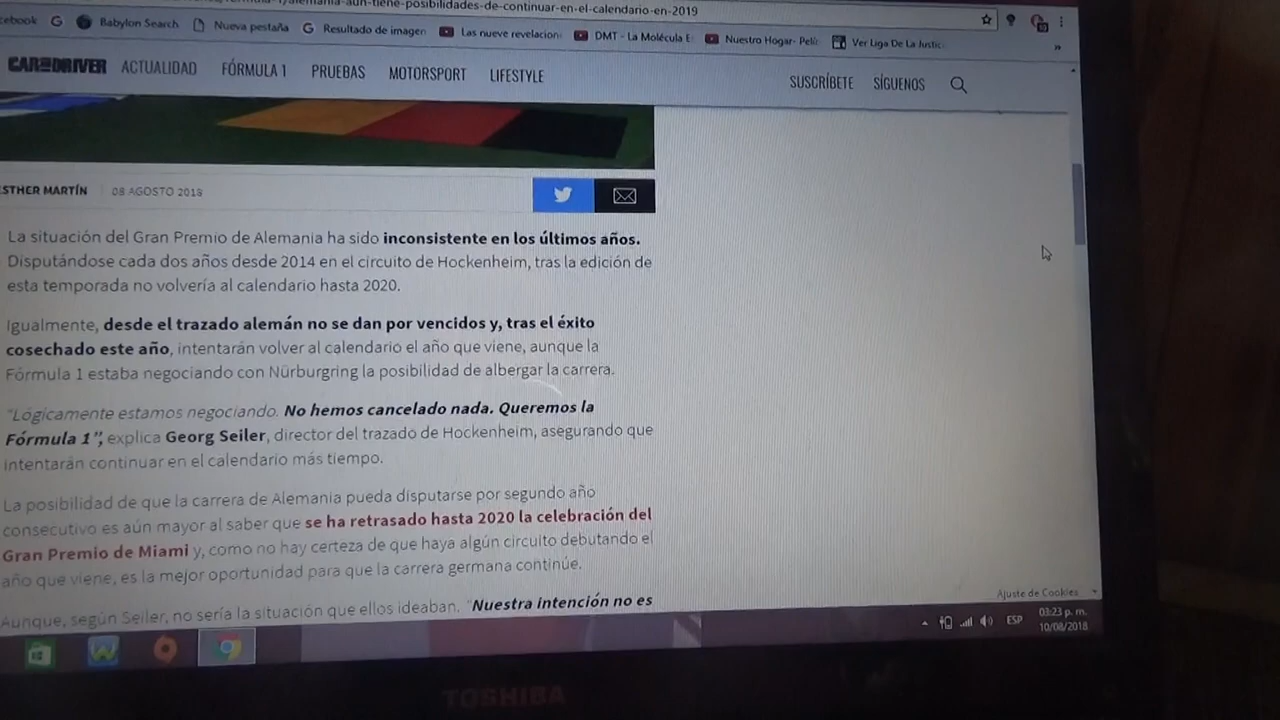 aun-tiene-posibilidades-de-continuar-en-el-calendario-en-2019
cebook Babylon Search Nueva pestaña Resultado de imagen Las nueve revelacion DMT - La Molécula E Nuestro Hogar- Pelíc Ver Liga De La Justic »
CAR AND DRIVER ACTUALIDAD FÓRMULA 1 PRUEBAS MOTORSPORT LIFESTYLE SUSCRÍBETE SÍGUENOS
STHER MARTÍN | 08 AGOSTO 2018
La situación del Gran Premio de Alemania ha sido inconsistente en los últimos años.
Disputándose cada dos años desde 2014 en el circuito de Hockenheim, tras la edición de
esta temporada no volvería al calendario hasta 2020.
Igualmente, desde el trazado alemán no se dan por vencidos y, tras el éxito
cosechado este año, intentarán volver al calendario el año que viene, aunque la
Fórmula 1 estaba negociando con Nürburgring la posibilidad de albergar la carrera.
"Lógicamente estamos negociando. No hemos cancelado nada. Queremos la
Fórmula 1", explica Georg Seiler, director del trazado de Hockenheim, asegurando que
intentarán continuar en el calendario más tiempo.
La posibilidad de que la carrera de Alemania pueda disputarse por segundo año
consecutivo es aún mayor al saber que se ha retrasado hasta 2020 la celebración del
Gran Premio de Miami y, como no hay certeza de que haya algún circuito debutando el
año que viene, es la mejor oportunidad para que la carrera germana continúe.
Aunque, según Seiler, no sería la situación que ellos ideaban. "Nuestra intención no es
Ajuste de Cookies
ESP
03:23 p. m.
10/08/2018
TOSHIBA